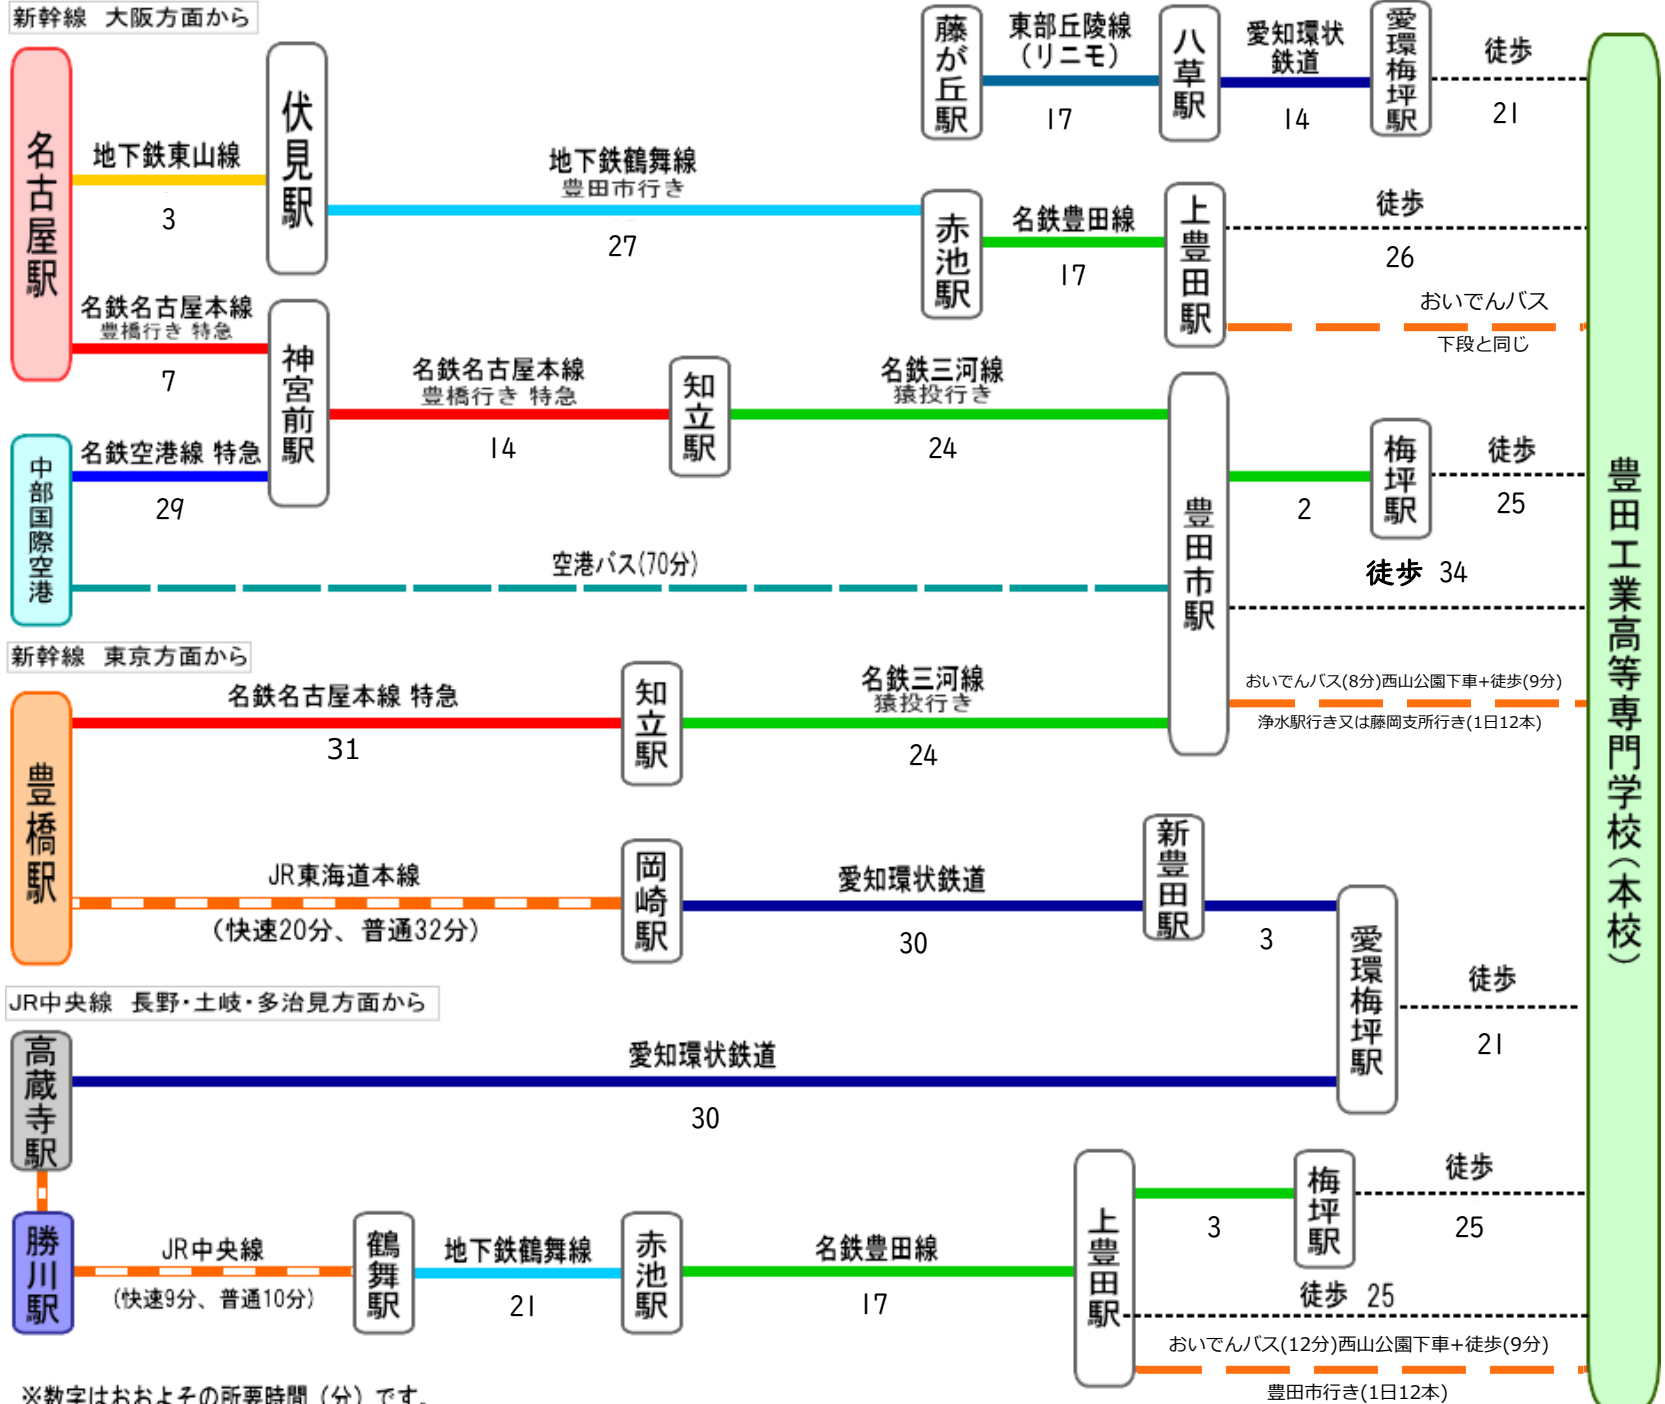 新幹線 大阪方面から
名古屋駅
地下鉄東山線
3
伏見駅
地下鉄鶴舞線
豊田市行き
27
藤が丘駅
東部丘陵線
(リニモ)
17
八草駅
愛知環状
鉄道
14
愛環梅坪駅
徒歩
21
赤池駅
名鉄豊田線
17
上豊田駅
徒歩
26
おいでんバス
下段と同じ
名鉄名古屋本線
豊橋行き 特急
7
神宮前駅
名鉄名古屋本線
豊橋行き 特急
14
知立駅
名鉄三河線
猿投行き
24
中部国際空港
名鉄空港線 特急
29
空港バス(70分)
豊田市駅
2
梅坪駅
徒歩
25
徒歩 34
おいでんバス(8分)西山公園下車+徒歩(9分)
浄水駅行き又は藤岡支所行き(1日12本)
豊田工業高等専門学校(本校)
新幹線 東京方面から
豊橋駅
名鉄名古屋本線 特急
31
知立駅
名鉄三河線
猿投行き
24
JR東海道本線
(快速20分、普通32分)
岡崎駅
愛知環状鉄道
30
新豊田駅
3
愛環梅坪駅
徒歩
21
JR中央線 長野・土岐・多治見方面から
高蔵寺駅
愛知環状鉄道
30
勝川駅
JR中央線
(快速9分、普通10分)
鶴舞駅
地下鉄鶴舞線
21
赤池駅
名鉄豊田線
17
上豊田駅
3
梅坪駅
徒歩
25
徒歩 25
おいでんバス(12分)西山公園下車+徒歩(9分)
豊田市行き(1日12本)
※数字はおおよその所要時間(分)です。